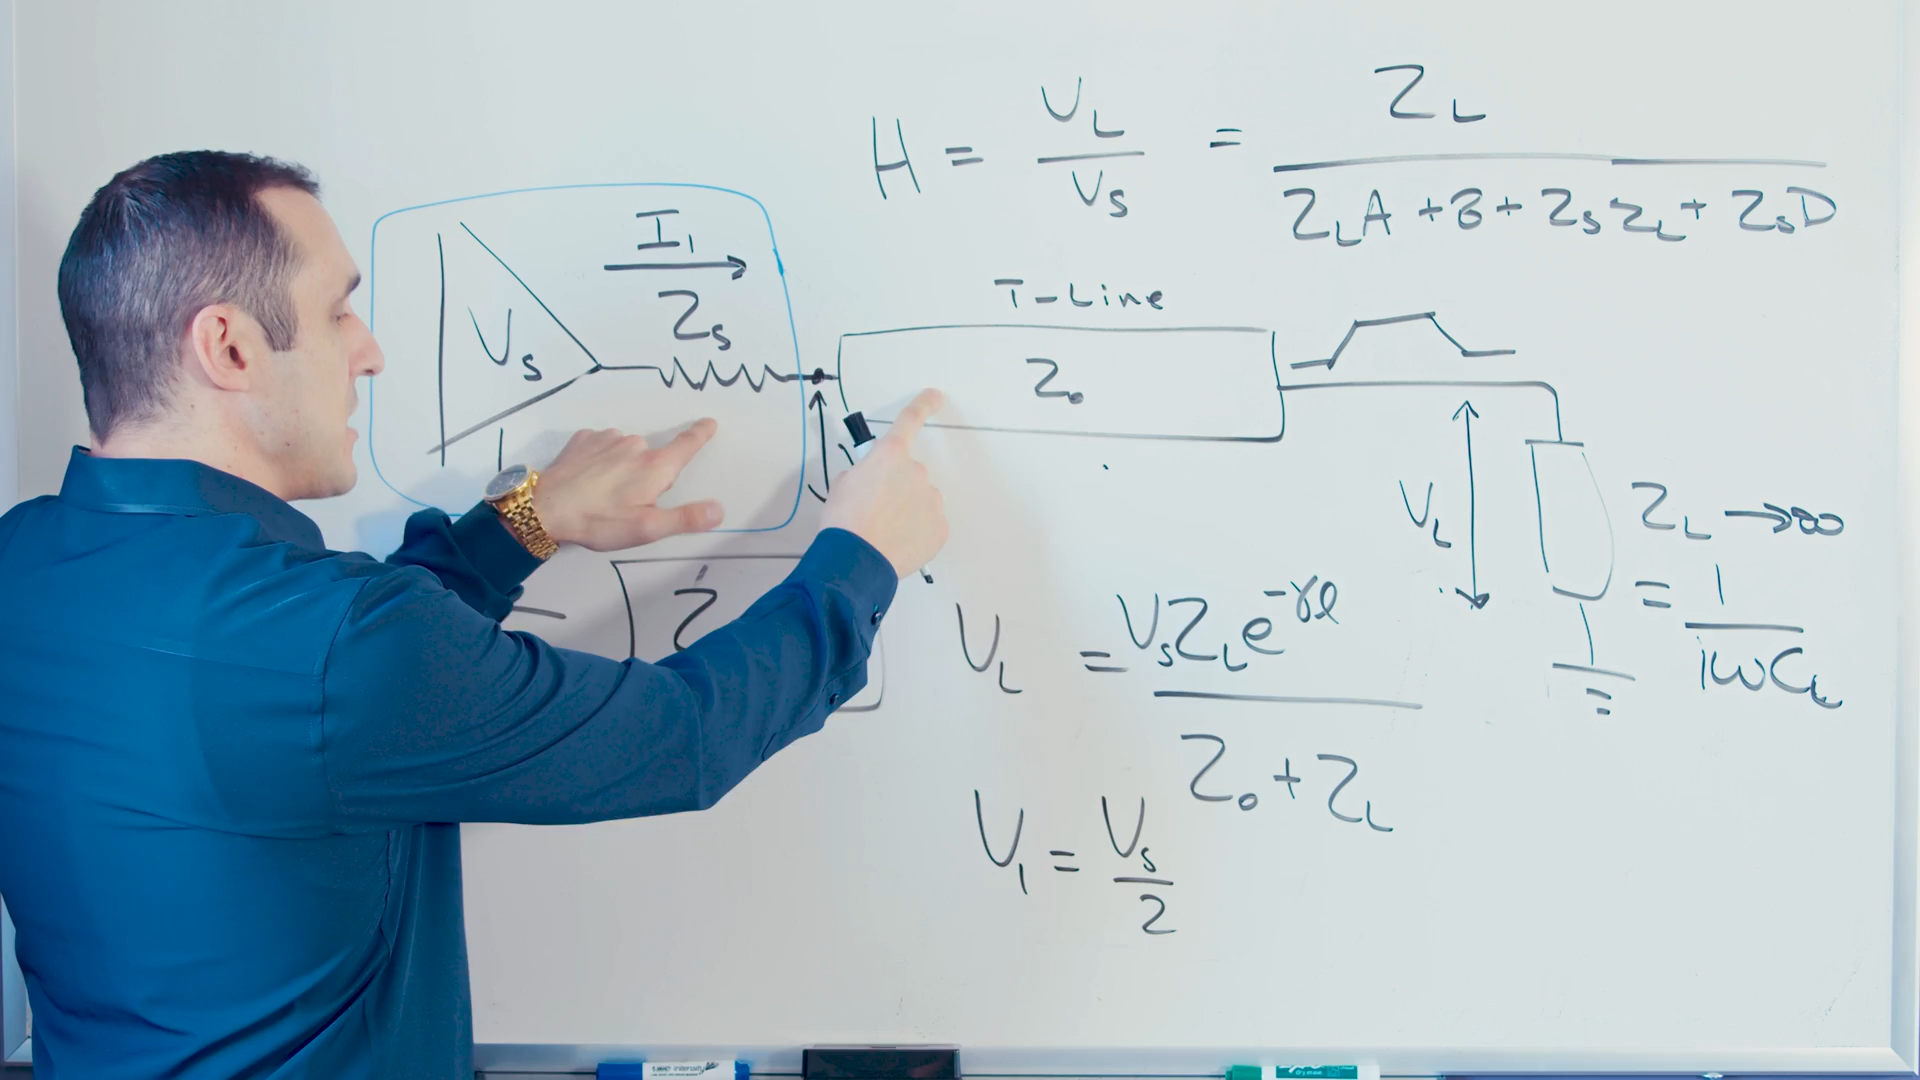 H = V_L / V_S = Z_L / (Z_L A + B + Z_S Z_L + Z_S D)
I_1
Z_S
V_S
T-Line
Z_0
V_L
Z_L → ∞
= 1 / (iωC_L)
Z
V_L = V_S Z_L e^{-γℓ} / (Z_0 + Z_L)
V_1 = V_S / 2